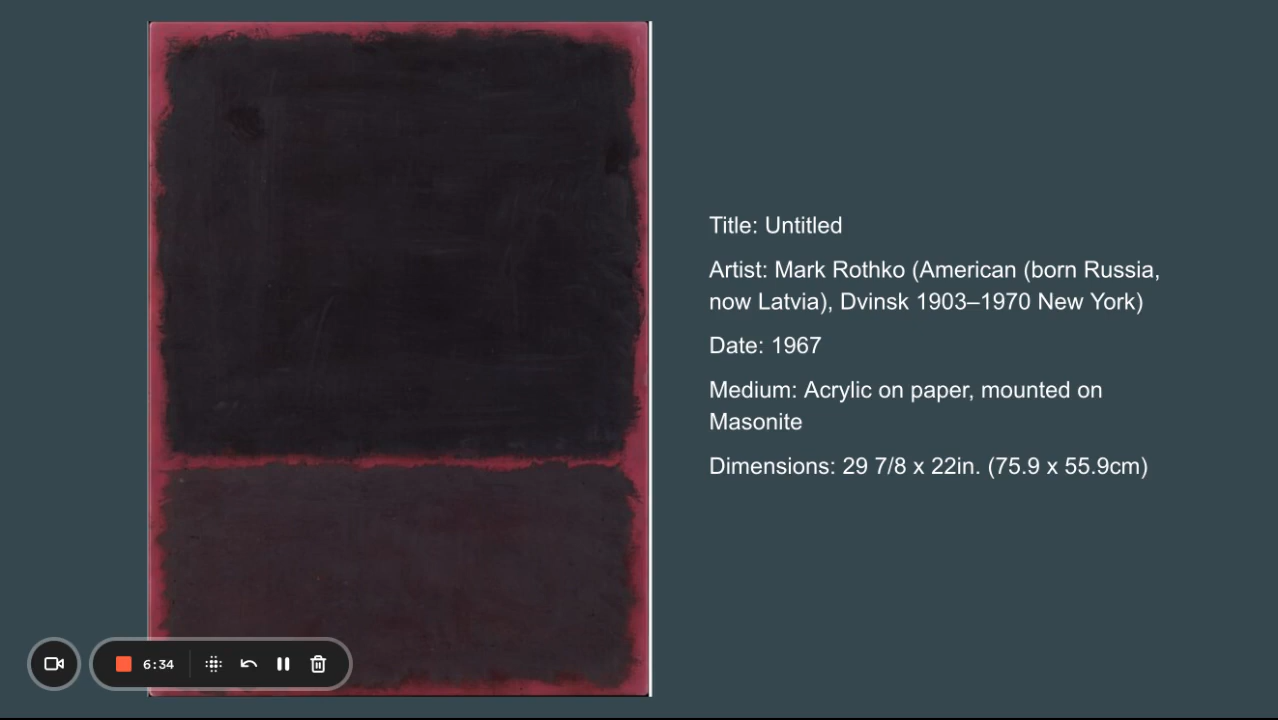 Title: Untitled
Artist: Mark Rothko (American (born Russia,
now Latvia), Dvinsk 1903–1970 New York)
Date: 1967
Medium: Acrylic on paper, mounted on
Masonite
Dimensions: 29 7/8 x 22in. (75.9 x 55.9cm)
6:34